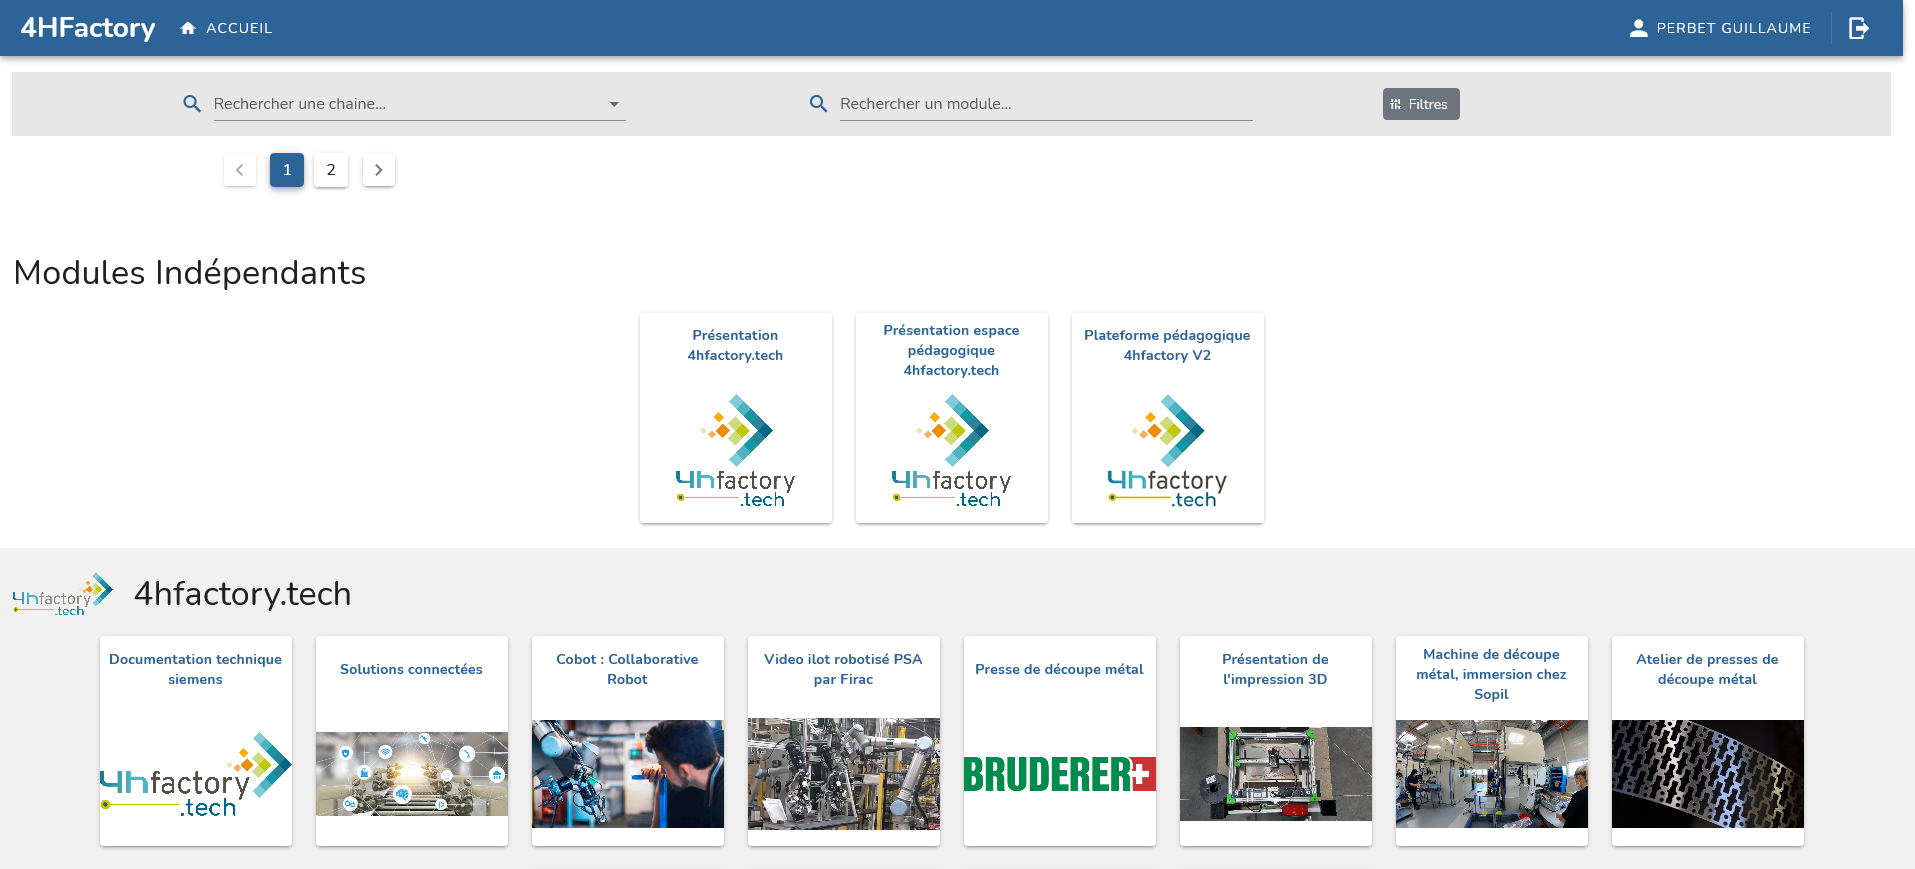 4HFactory ACCUEIL PERBET GUILLAUME
Rechercher une chaine... Rechercher un module... Filtres
1 2
Modules Indépendants
Présentation
4hfactory.tech
4hfactory
.tech
Présentation espace
pédagogique
4hfactory.tech
4hfactory
.tech
Plateforme pédagogique
4hfactory V2
4hfactory
.tech
4hfactory
.tech
4hfactory.tech
Documentation technique
siemens
4hfactory
.tech
Solutions connectées
Cobot : Collaborative
Robot
Video ilot robotisé PSA
par Firac
Presse de découpe métal
BRUDERER
Présentation de
l'impression 3D
Machine de découpe
métal, immersion chez
Sopil
Atelier de presses de
découpe métal